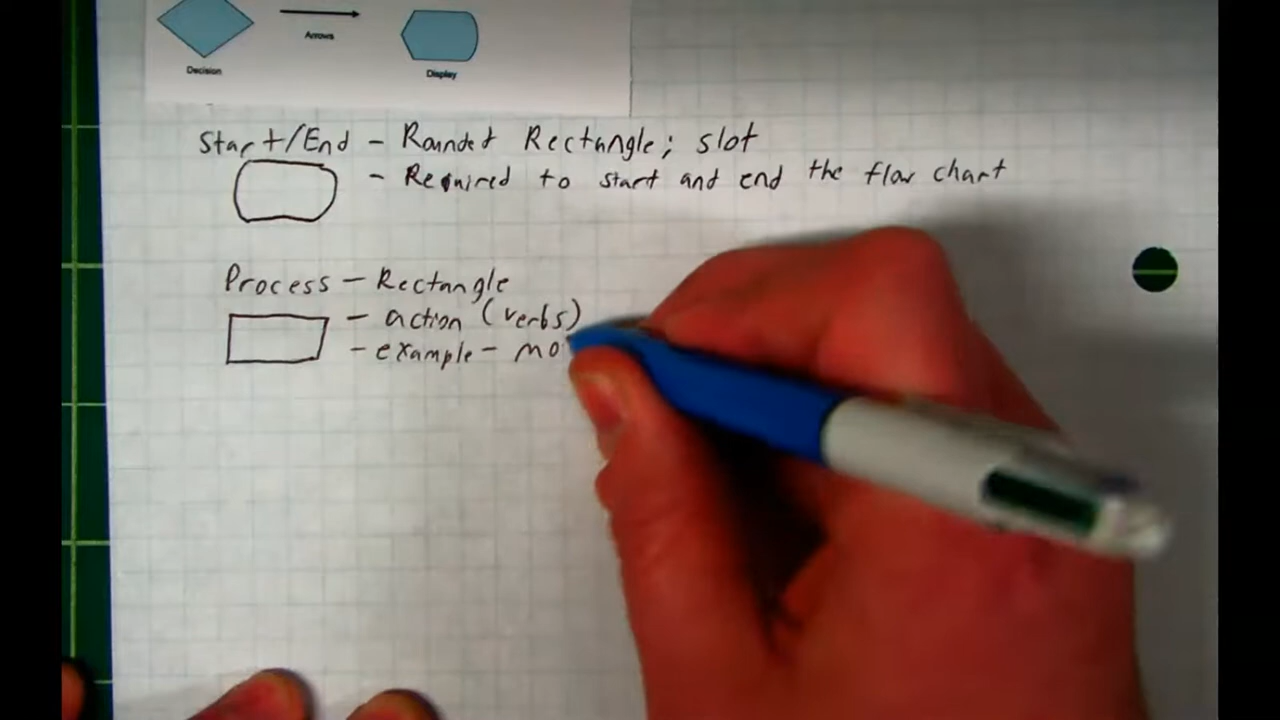 Decision
Arrows
Display
Start/End - Rounded Rectangle; slot
- Required to start and end the flow chart
Process - Rectangle
- action (verbs)
- example - mo